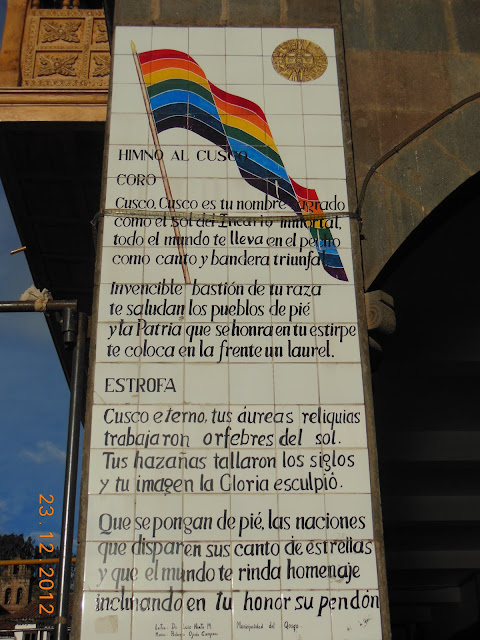 HIMNO AL CUSCO
CORO
Cusco, Cusco es tu nombre sagrado
como el sol del Incario inmortal,
todo el mundo te lleva en el pecho
como canto y bandera triunfal.
Invencible bastión de tu raza
te saludan los pueblos de pié
y la Patria que se honra en tu estirpe
te coloca en la frente un laurel.
ESTROFA
Cusco eterno, tus áureas reliquias
trabajaron orfebres del sol.
Tus hazañas tallaron los siglos
y tu imagen la Gloria esculpió.
Que se pongan de pié, las naciones
que disparen sus canto de estrellas
y que el mundo te rinda homenaje
inclinando en tu honor su pendón
Municipalidad del Qosqo
23.12.2012